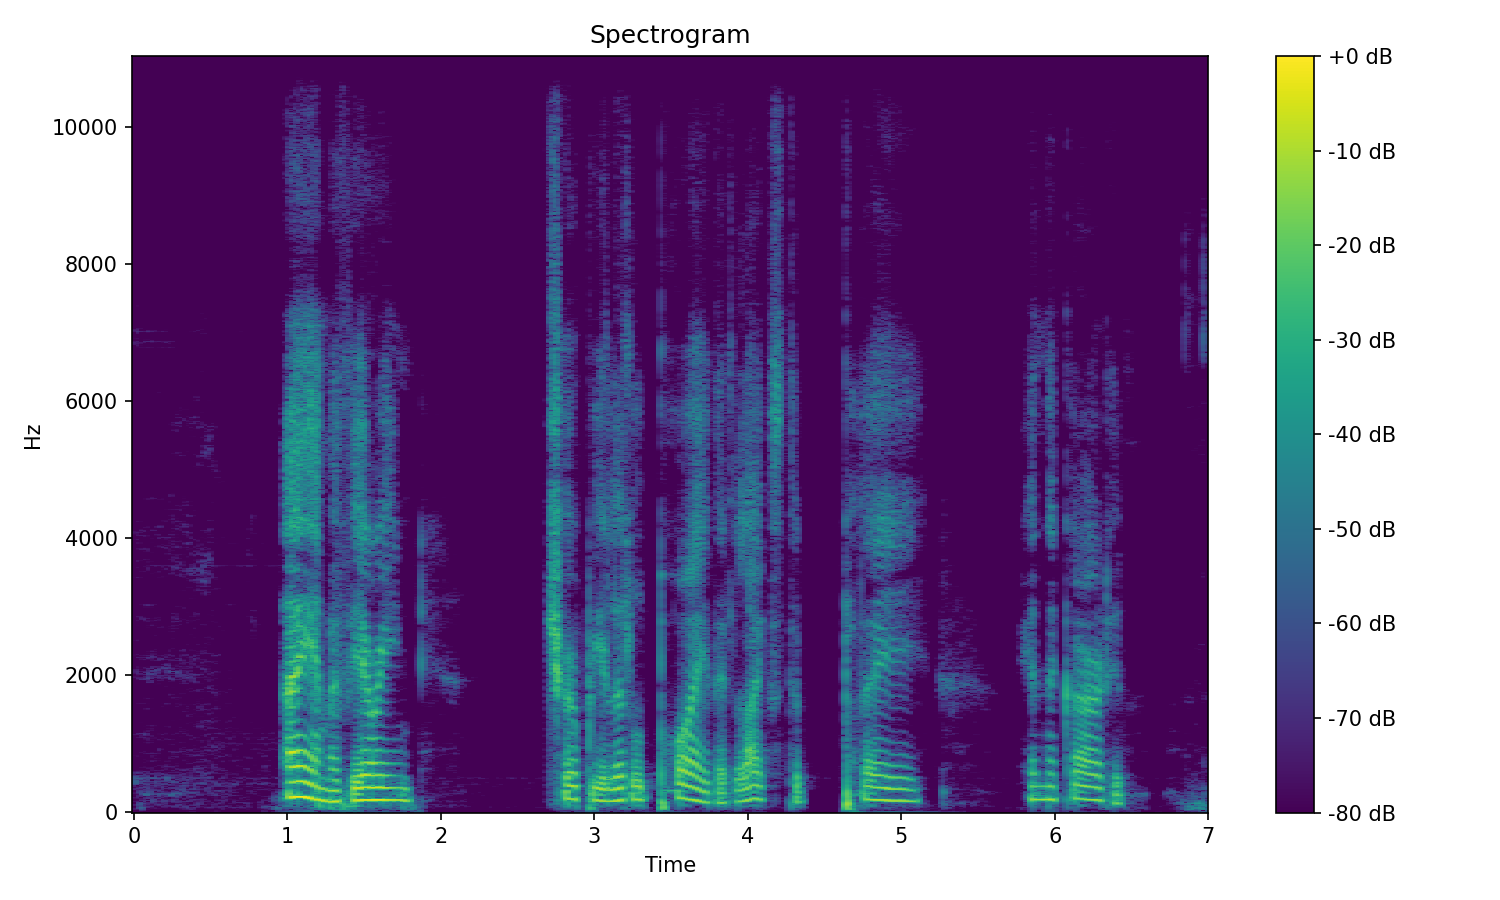 Spectrogram
+0 dB
10000
-10 dB
8000
-20 dB
-30 dB
6000
Hz
-40 dB
4000
-50 dB
-60 dB
2000
-70 dB
0
-80 dB
0 1 2 3 4 5 6 7
Time